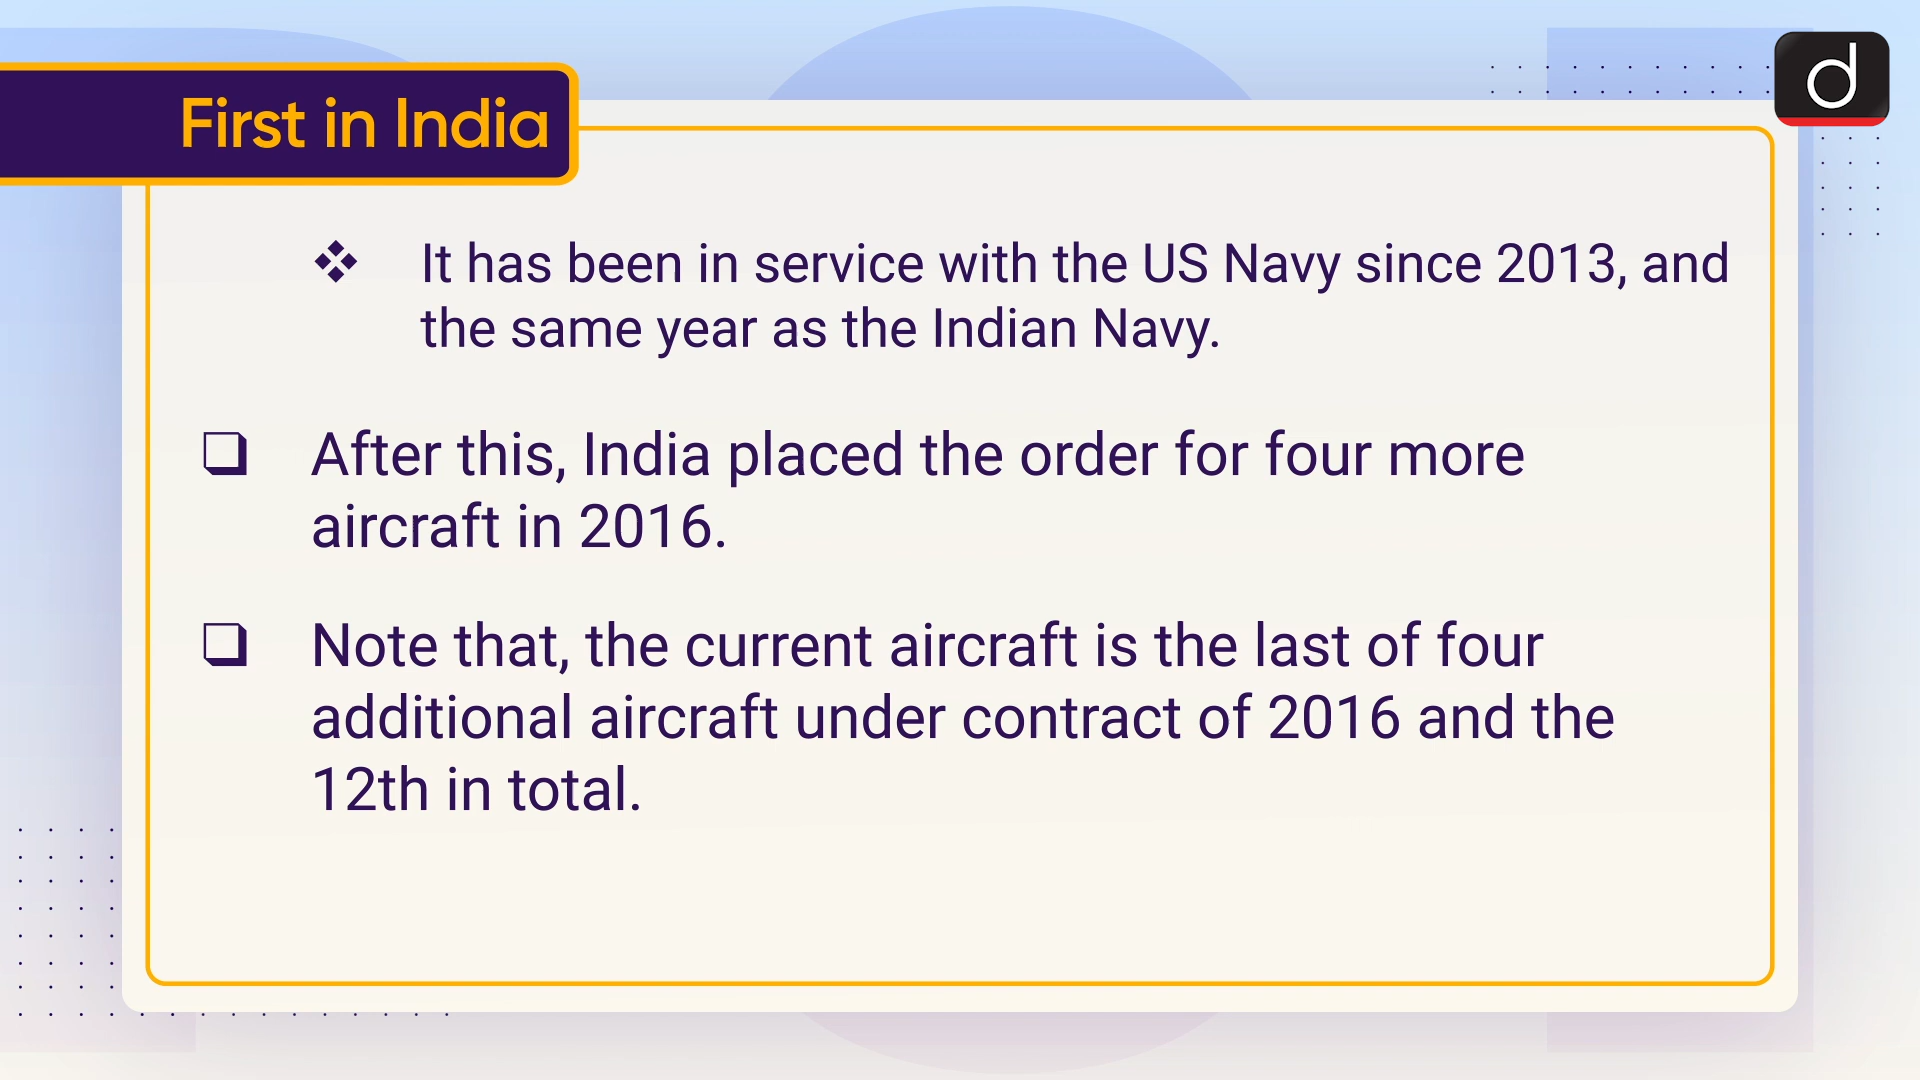 First in India
It has been in service with the US Navy since 2013, and
the same year as the Indian Navy.
After this, India placed the order for four more
aircraft in 2016.
Note that, the current aircraft is the last of four
additional aircraft under contract of 2016 and the
12th in total.
d